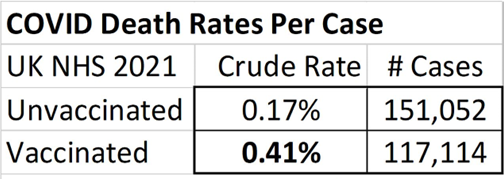 COVID Death Rates Per Case
UK NHS 2021 Crude Rate # Cases
Unvaccinated 0.17% 151,052
Vaccinated 0.41% 117,114